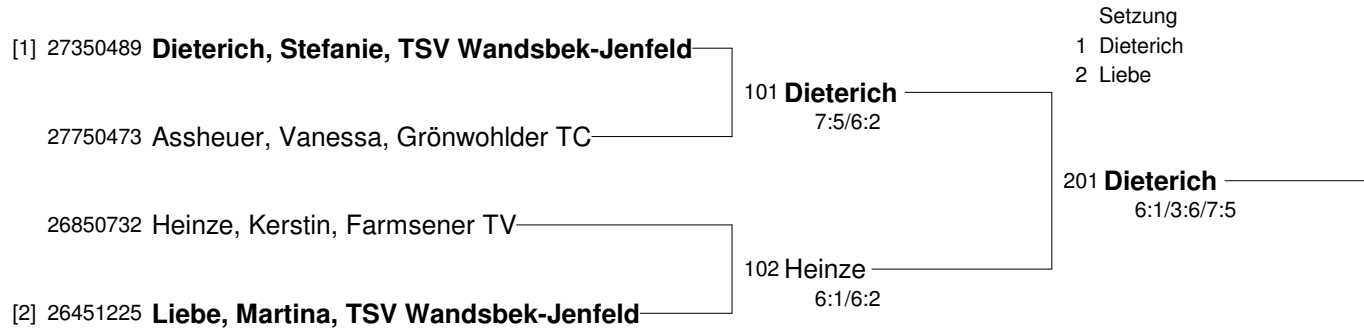 Setzung
1 Dieterich
2 Liebe
[1] 27350489 Dieterich, Stefanie, TSV Wandsbek-Jenfeld
101 Dieterich
7:5/6:2
27750473 Assheuer, Vanessa, Grönwohlder TC
201 Dieterich
6:1/3:6/7:5
26850732 Heinze, Kerstin, Farmsener TV
102 Heinze
6:1/6:2
[2] 26451225 Liebe, Martina, TSV Wandsbek-Jenfeld